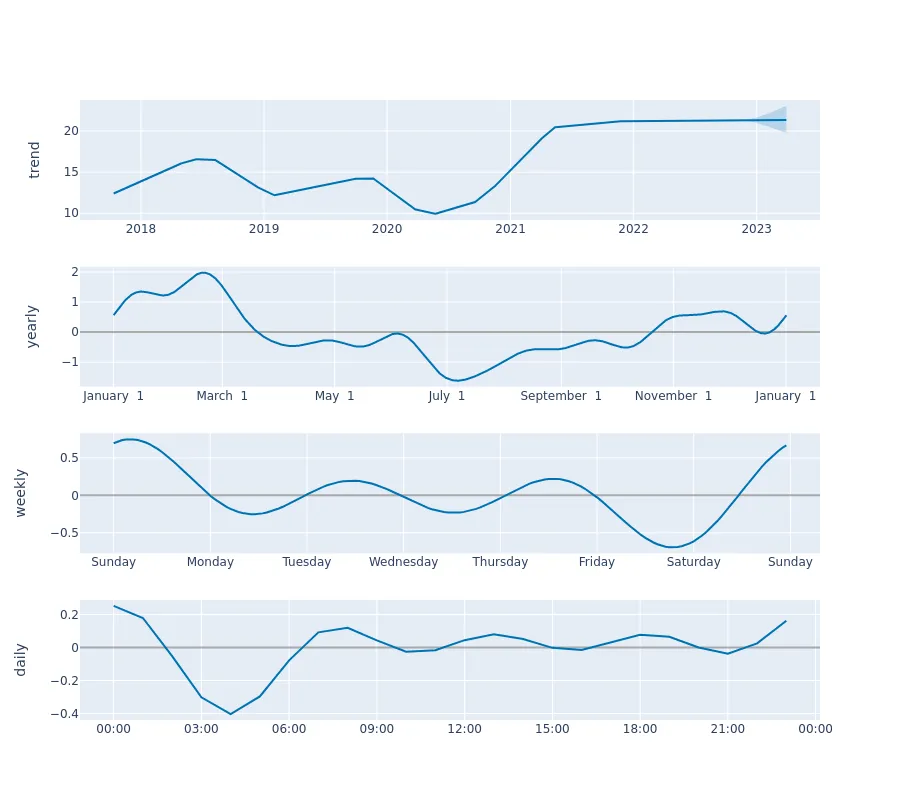 trend
20
15
10
2018 2019 2020 2021 2022 2023
yearly
2
1
0
−1
January 1 March 1 May 1 July 1 September 1 November 1 January 1
weekly
0.5
0
−0.5
Sunday Monday Tuesday Wednesday Thursday Friday Saturday Sunday
daily
0.2
0
−0.2
−0.4
00:00 03:00 06:00 09:00 12:00 15:00 18:00 21:00 00:00